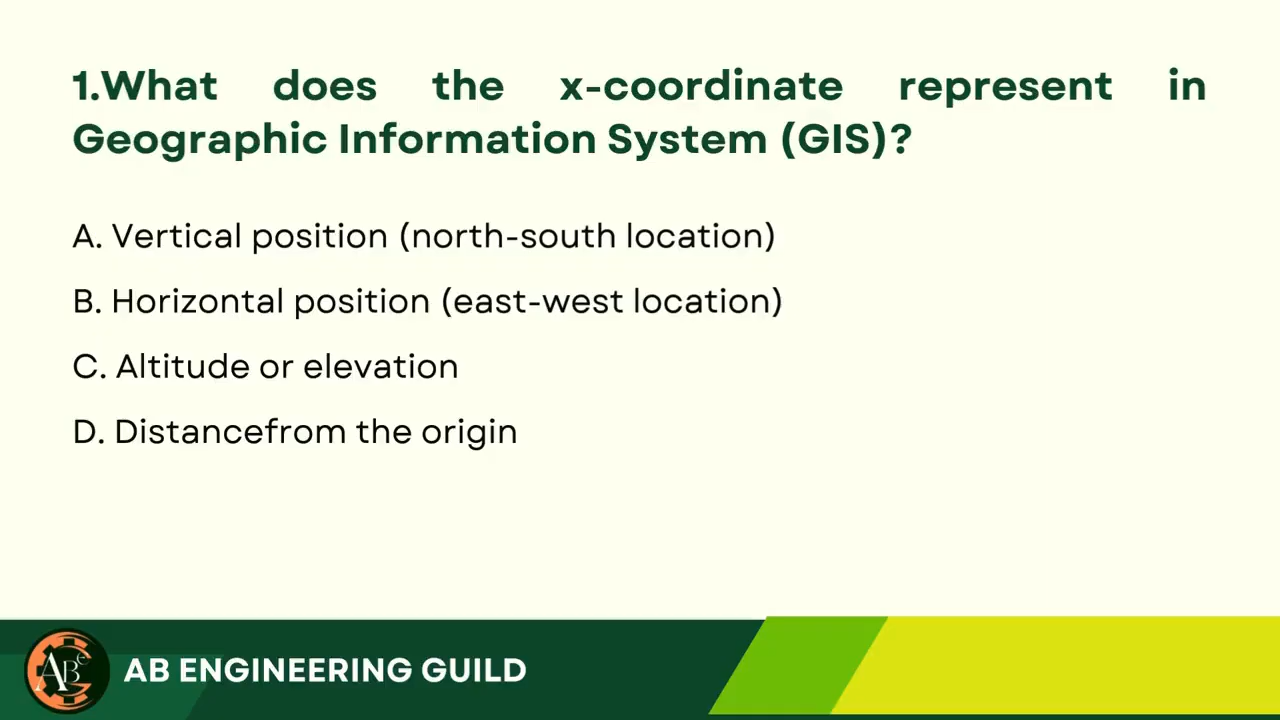 1.What does the x-coordinate represent in
Geographic Information System (GIS)?
A. Vertical position (north-south location)
B. Horizontal position (east-west location)
C. Altitude or elevation
D. Distancefrom the origin
ABe
AB ENGINEERING GUILD